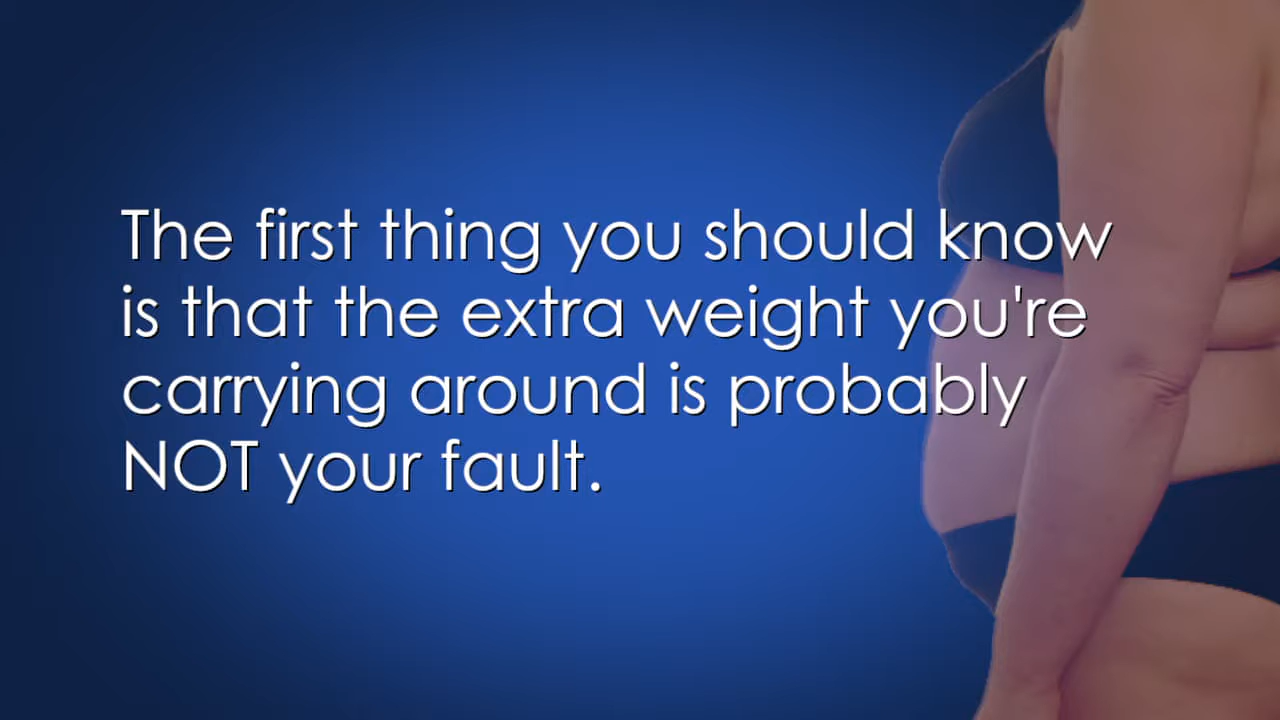 The first thing you should know
is that the extra weight you're
carrying around is probably
NOT your fault.